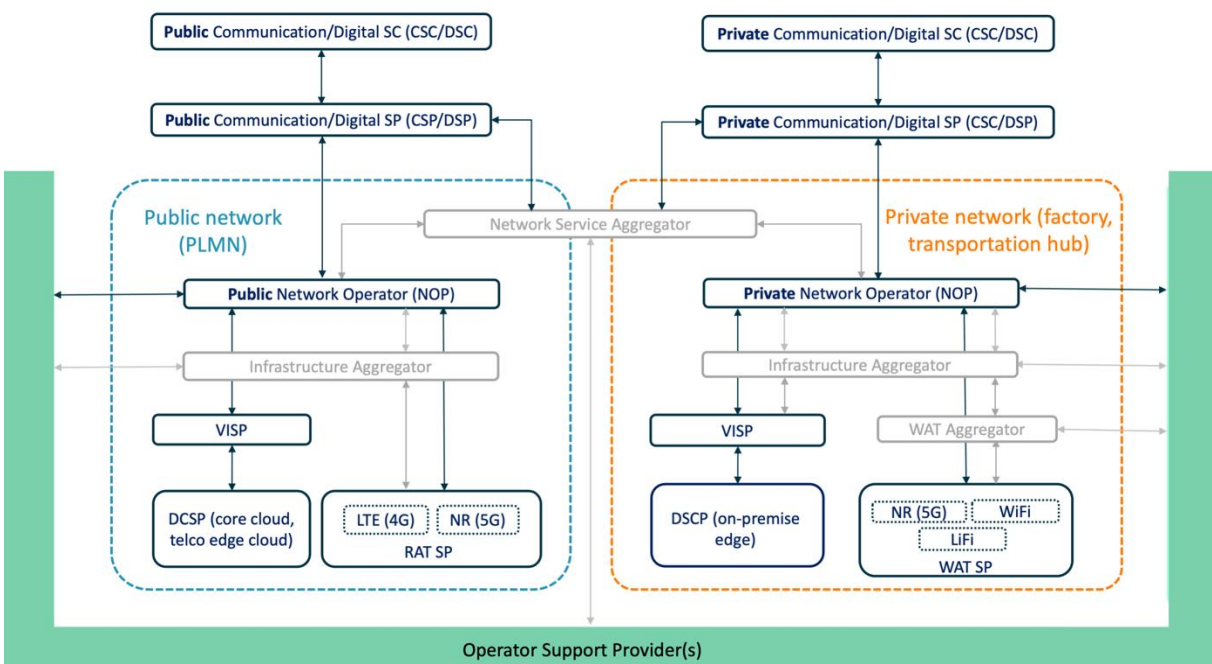 Public Communication/Digital SC (CSC/DSC)
Private Communication/Digital SC (CSC/DSC)
Public Communication/Digital SP (CSP/DSP)
Private Communication/Digital SP (CSC/DSP)
Public network
(PLMN)
Network Service Aggregator
Private network (factory,
transportation hub)
Public Network Operator (NOP)
Private Network Operator (NOP)
Infrastructure Aggregator
Infrastructure Aggregator
VISP
VISP
WAT Aggregator
DCSP (core cloud,
telco edge cloud)
LTE (4G)
NR (5G)
RAT SP
DSCP (on-premise
edge)
NR (5G)
WiFi
LiFi
WAT SP
Operator Support Provider(s)